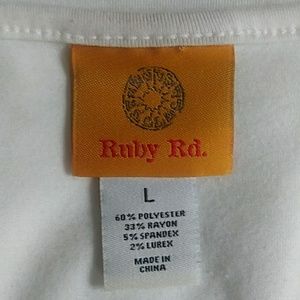 Ruby Rd.
L
60% POLYESTER
33% RAYON
5% SPANDEX
2% LUREX
MADE IN
CHINA